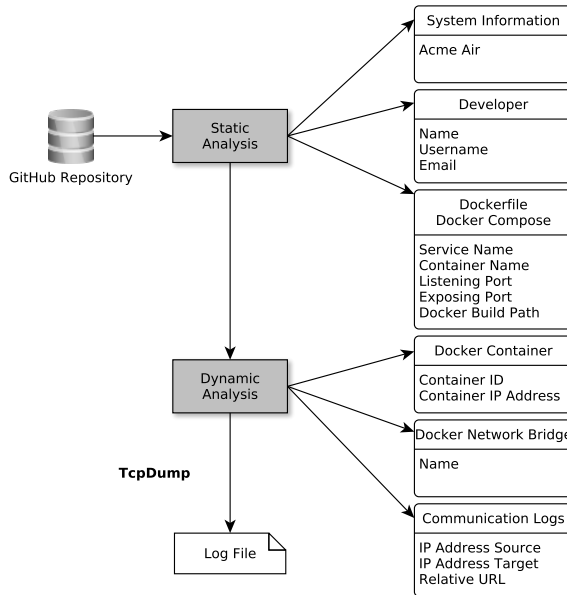 System Information
Acme Air
Developer
Name
Username
Email
Static
Analysis
GitHub Repository
Dockerfile
Docker Compose
Service Name
Container Name
Listening Port
Exposing Port
Docker Build Path
Docker Container
Container ID
Container IP Address
Dynamic
Analysis
Docker Network Bridge
Name
TcpDump
Communication Logs
IP Address Source
IP Address Target
Relative URL
Log File